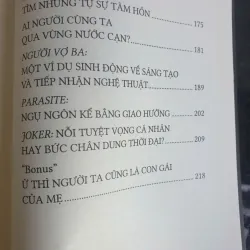 TÌM NHỮNG TỰ SỰ TÂM HỒN 175
AI NGƯỜI CÙNG TA
QUA VÙNG NƯỚC CẠN? 181
NGƯỜI VỢ BA:
MỘT VÍ DỤ SINH ĐỘNG VỀ SÁNG TẠO
VÀ TIẾP NHẬN NGHỆ THUẬT 189
PARASITE:
NGỤ NGÔN KỂ BẰNG GIAO HƯỞNG 202
JOKER: NỖI TUYỆT VỌNG CÁ NHÂN
HAY BỨC CHÂN DUNG THỜI ĐẠI? 209
"Bonus"
Ừ THÌ NGƯỜI TA CŨNG LÀ CON GÁI 218
CỦA MẸ